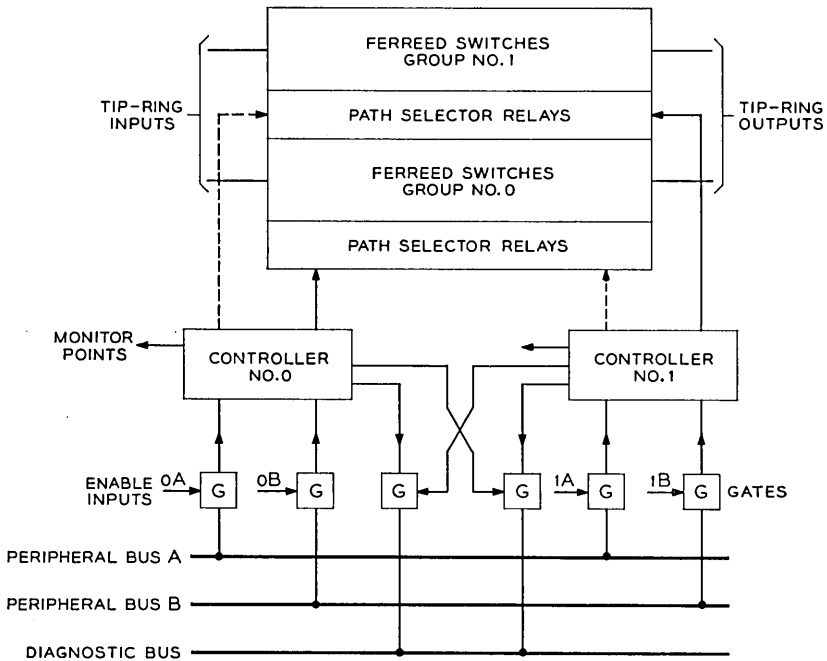 FERREED SWITCHES
GROUP NO.1
TIP-RING
INPUTS
PATH SELECTOR RELAYS
TIP-RING
OUTPUTS
FERREED SWITCHES
GROUP NO.0
PATH SELECTOR RELAYS
MONITOR
POINTS
CONTROLLER
NO.0
CONTROLLER
NO.1
ENABLE
INPUTS
0A
G
0B
G
G
G
1A
G
1B
G
GATES
PERIPHERAL BUS A
PERIPHERAL BUS B
DIAGNOSTIC BUS